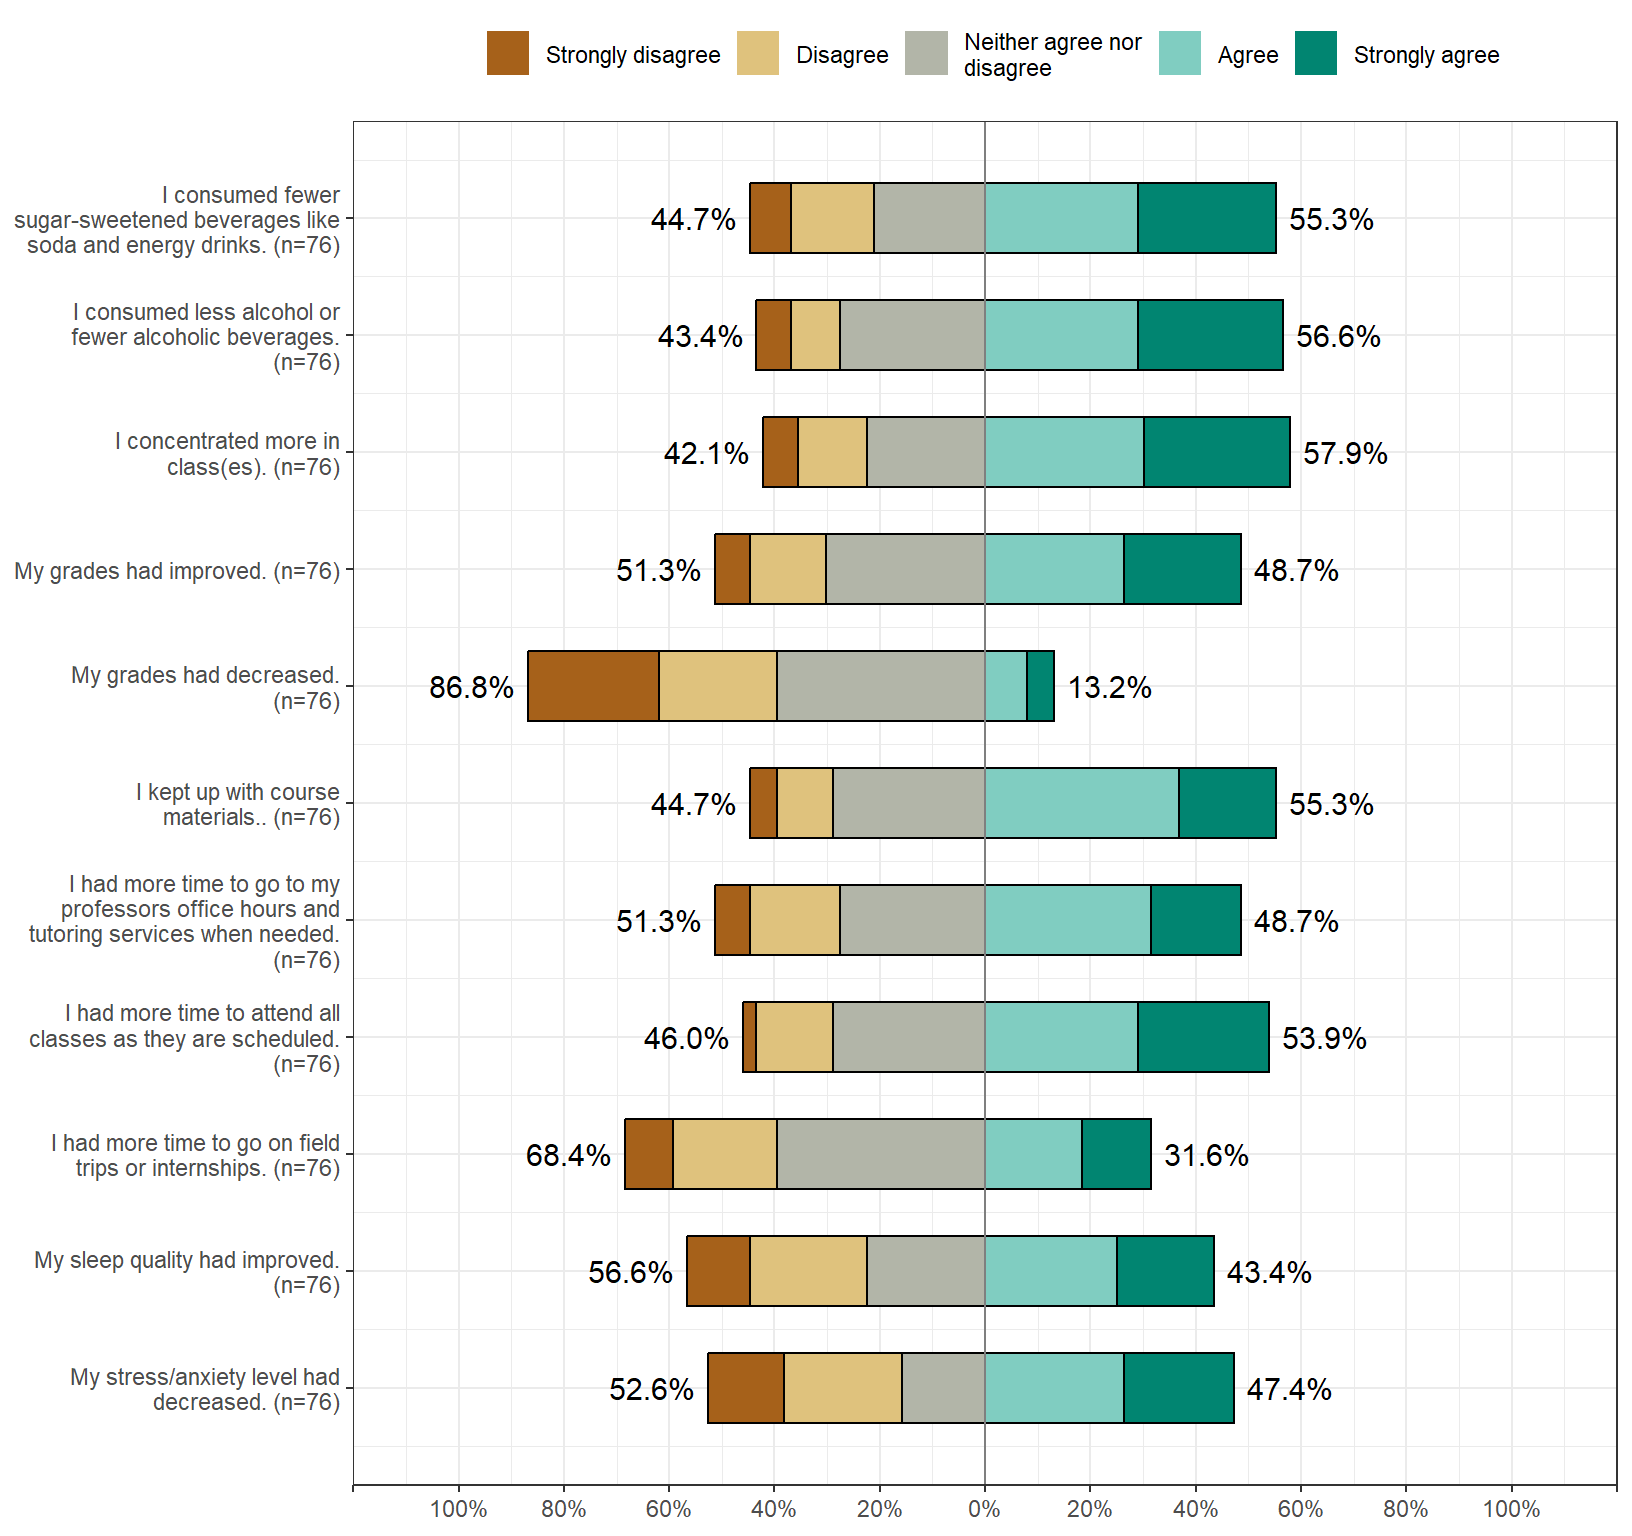 Strongly disagree
Disagree
Neither agree nor
disagree
Agree
Strongly agree
I consumed fewer
sugar-sweetened beverages like
soda and energy drinks. (n=76)
44.7%
55.3%
I consumed less alcohol or
fewer alcoholic beverages.
(n=76)
43.4%
56.6%
I concentrated more in
class(es). (n=76)
42.1%
57.9%
My grades had improved. (n=76)
51.3%
48.7%
My grades had decreased.
(n=76)
86.8%
13.2%
I kept up with course
materials.. (n=76)
44.7%
55.3%
I had more time to go to my
professors office hours and
tutoring services when needed.
(n=76)
51.3%
48.7%
I had more time to attend all
classes as they are scheduled.
(n=76)
46.0%
53.9%
I had more time to go on field
trips or internships. (n=76)
68.4%
31.6%
My sleep quality had improved.
(n=76)
56.6%
43.4%
My stress/anxiety level had
decreased. (n=76)
52.6%
47.4%
100% 80% 60% 40% 20% 0% 20% 40% 60% 80% 100%